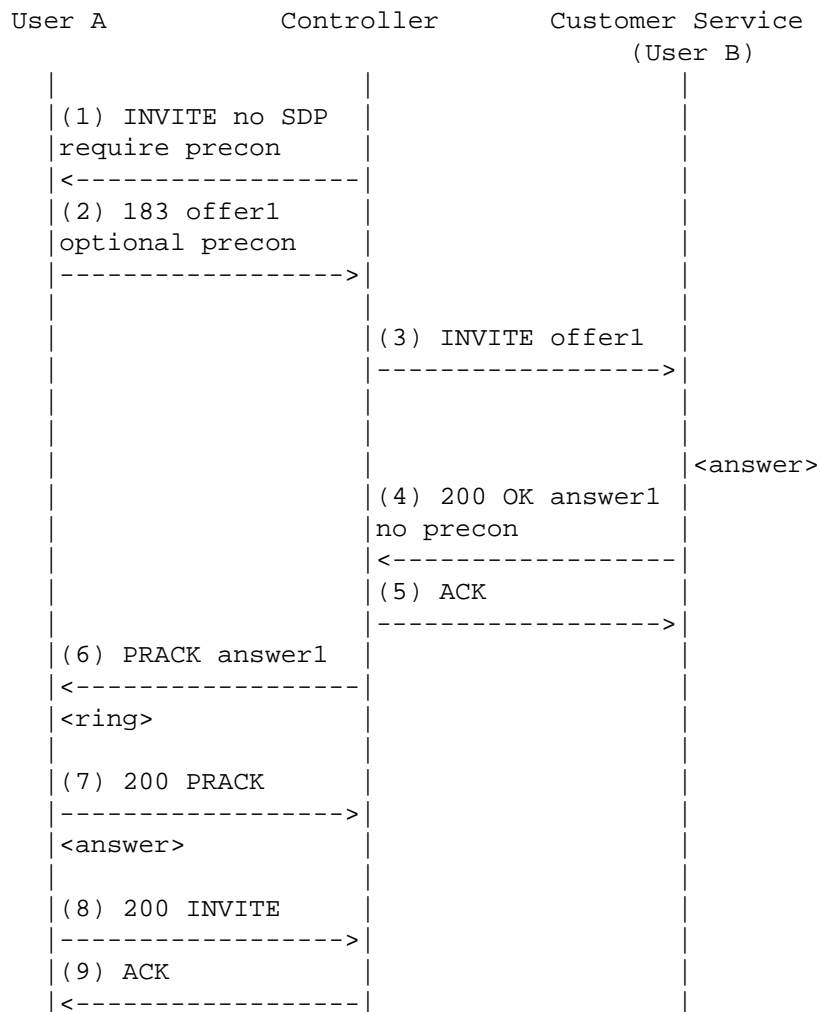 User A Controller Customer Service
(User B)
(1) INVITE no SDP
require precon
(2) 183 offer1
optional precon
(3) INVITE offer1
<answer>
(4) 200 OK answer1
no precon
(5) ACK
(6) PRACK answer1
<ring>
(7) 200 PRACK
<answer>
(8) 200 INVITE
(9) ACK